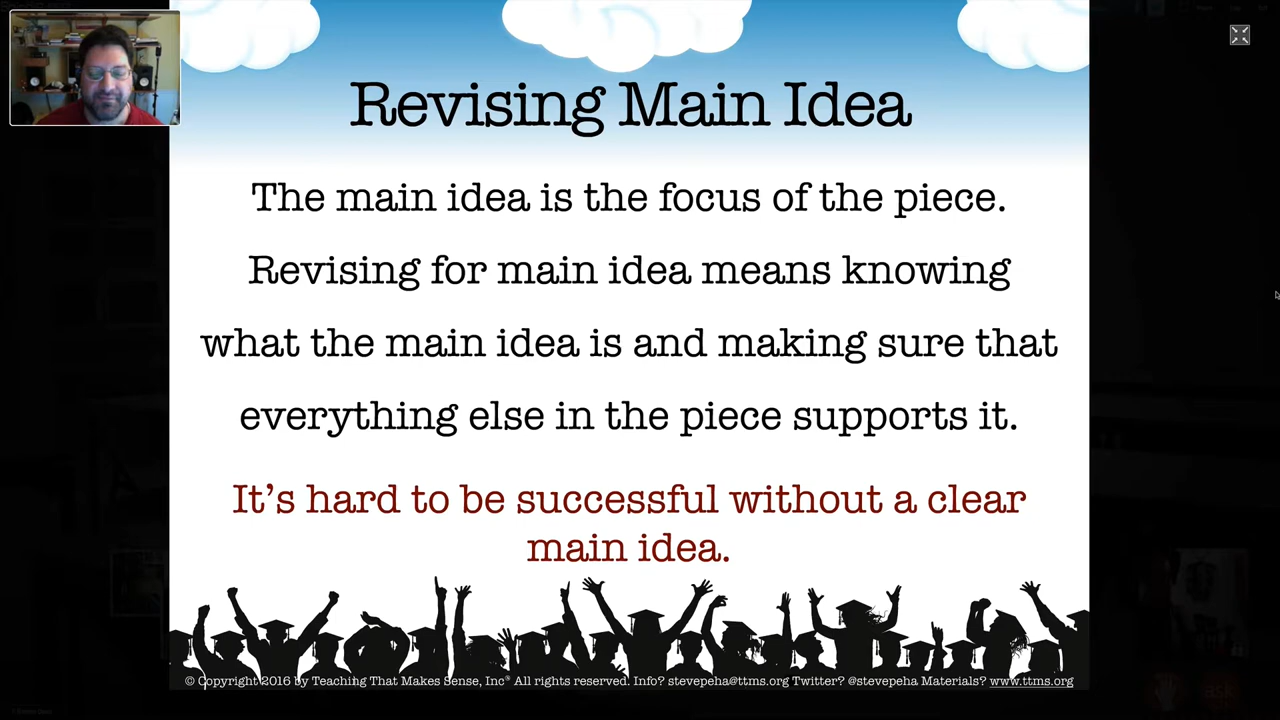 Revising Main Idea
The main idea is the focus of the piece.
Revising for main idea means knowing
what the main idea is and making sure that
everything else in the piece supports it.
It's hard to be successful without a clear
main idea.
© Copyright 2016 by Teaching That Makes Sense, Inc® All rights reserved. Info? stevepeha@ttms.org Twitter? @stevepeha Materials? www.ttms.org